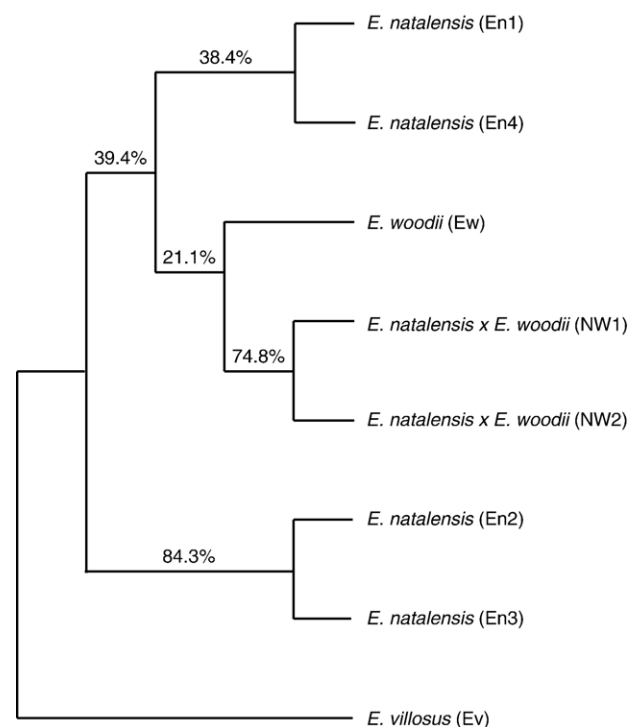 E. natalensis (En1)
38.4%
E. natalensis (En4)
39.4%
E. woodii (Ew)
21.1%
E. natalensis x E. woodii (NW1)
74.8%
E. natalensis x E. woodii (NW2)
E. natalensis (En2)
84.3%
E. natalensis (En3)
E. villosus (Ev)